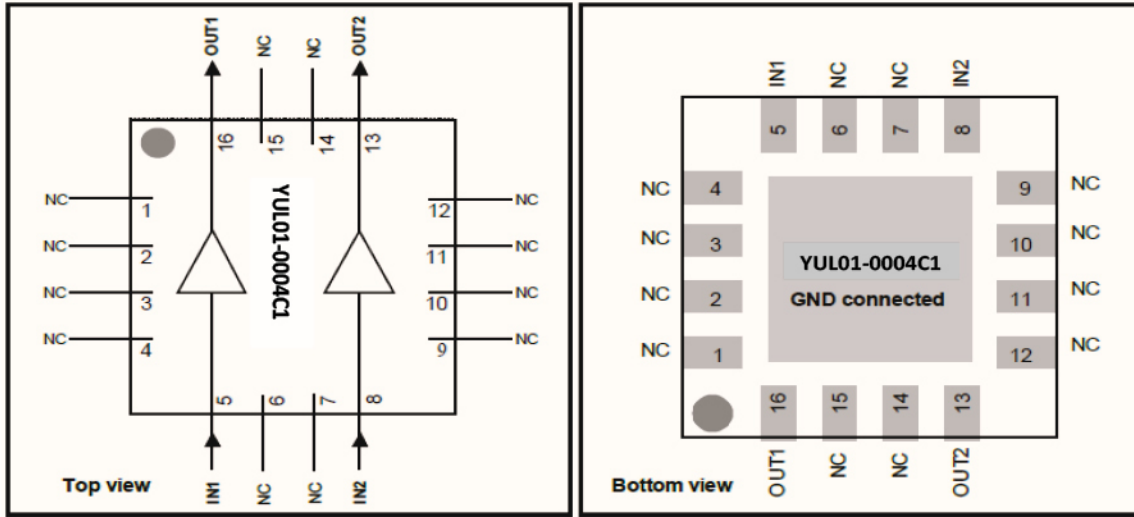 OUT1 NC NC OUT2
16 15 14 13
NC 1 12 NC
NC 2 11 NC
NC 3 10 NC
NC 4 9 NC
YUL01-0004C1
5 6 7 8
IN1 NC NC IN2
Top view
IN1 NC NC IN2
5 6 7 8
NC 4 9 NC
NC 3 10 NC
NC 2 11 NC
NC 1 12 NC
YUL01-0004C1
GND connected
16 15 14 13
OUT1 NC NC OUT2
Bottom view